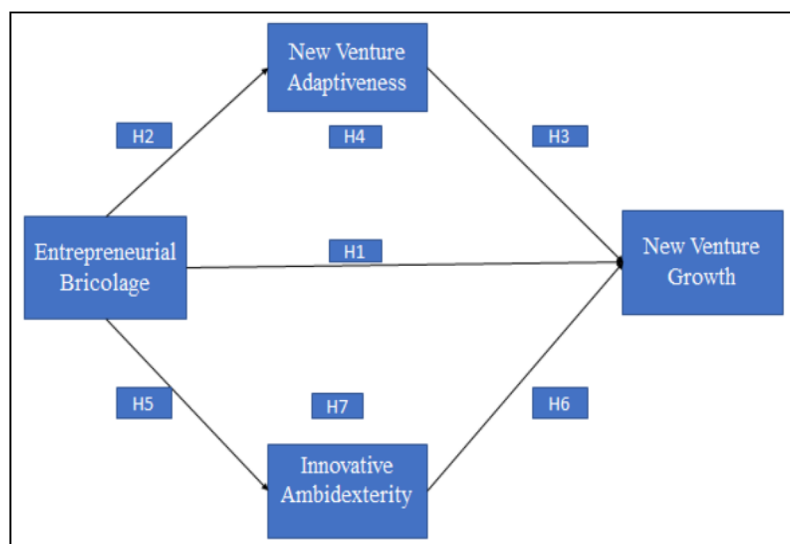 New Venture
Adaptiveness
H2
H4
H3
Entrepreneurial
Bricolage
H1
New Venture
Growth
H5
H7
H6
Innovative
Ambidexterity